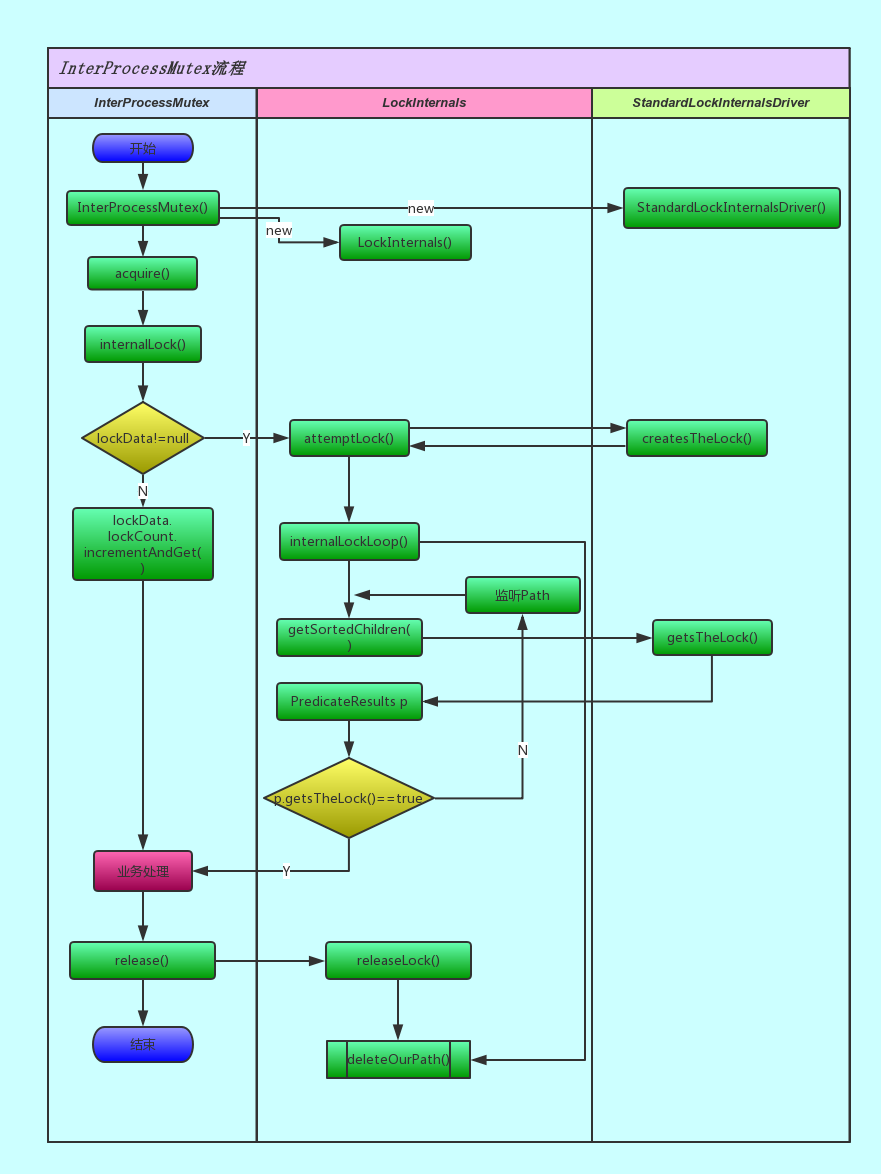 InterProcessMutex流程
InterProcessMutex
LockInternals
StandardLockInternalsDriver
开始
InterProcessMutex()
new
StandardLockInternalsDriver()
new
LockInternals()
acquire()
internalLock()
lockData!=null
Y
attemptLock()
createsTheLock()
N
lockData.
lockCount.
incrementAndGet(
)
internalLockLoop()
监听Path
getSortedChildren(
)
getsTheLock()
PredicateResults p
N
p.getsTheLock()==true
业务处理
Y
release()
releaseLock()
结束
deleteOurPath()